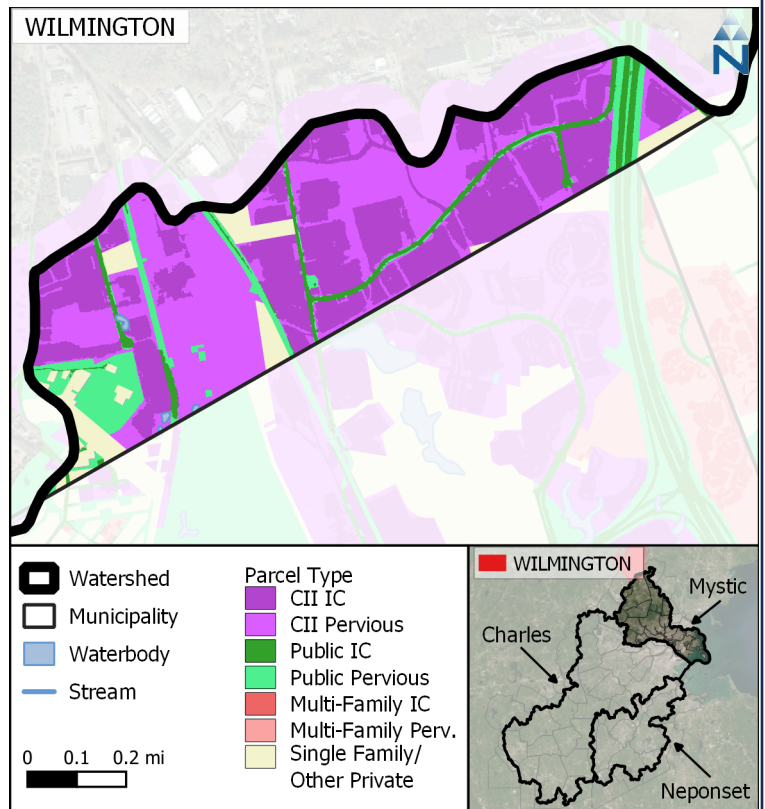 WILMINGTON
N
Watershed
Municipality
Waterbody
Stream
0 0.1 0.2 mi
Parcel Type
CII IC
CII Pervious
Public IC
Public Pervious
Multi-Family IC
Multi-Family Perv.
Single Family/
Other Private
WILMINGTON
Mystic
Charles
Neponset